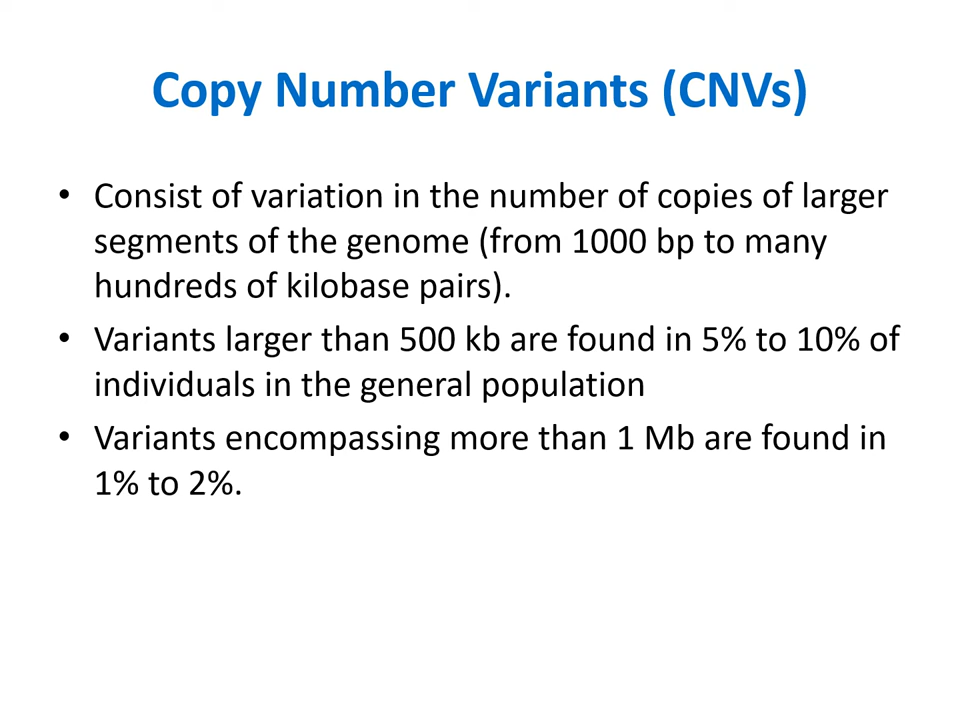 Copy Number Variants (CNVs)
• Consist of variation in the number of copies of larger
segments of the genome (from 1000 bp to many
hundreds of kilobase pairs).
• Variants larger than 500 kb are found in 5% to 10% of
individuals in the general population
• Variants encompassing more than 1 Mb are found in
1% to 2%.